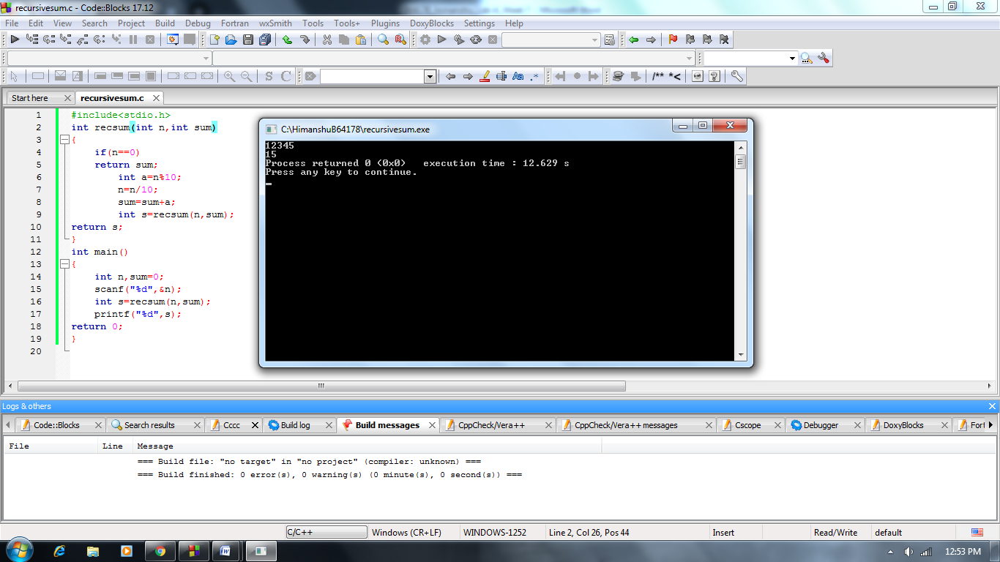 recursivesum.c - Code::Blocks 17.12
File Edit View Search Project Build Debug Fortran wxSmith Tools Tools+ Plugins DoxyBlocks Settings Help
S C Aa .* /** *<
Start here recursivesum.c
1 #include<stdio.h>
2 int recsum(int n,int sum)
3 {
4 if(n==0)
5 return sum;
6 int a=n%10;
7 n=n/10;
8 sum=sum+a;
9 int s=recsum(n,sum);
10 return s;
11 }
12 int main()
13 {
14 int n,sum=0;
15 scanf("%d",&n);
16 int s=recsum(n,sum);
17 printf("%d",s);
18 return 0;
19 }
20
C:\HimanshuB64178\recursivesum.exe
12345
15
Process returned 0 (0x0)   execution time : 12.629 s
Press any key to continue.
Logs & others
Code::Blocks Search results Cccc Build log Build messages CppCheck/Vera++ CppCheck/Vera++ messages Cscope Debugger DoxyBlocks Fort
File Line Message
=== Build file: "no target" in "no project" (compiler: unknown) ===
=== Build finished: 0 error(s), 0 warning(s) (0 minute(s), 0 second(s)) ===
C/C++ Windows (CR+LF) WINDOWS-1252 Line 2, Col 26, Pos 44 Insert Read/Write default
12:53 PM